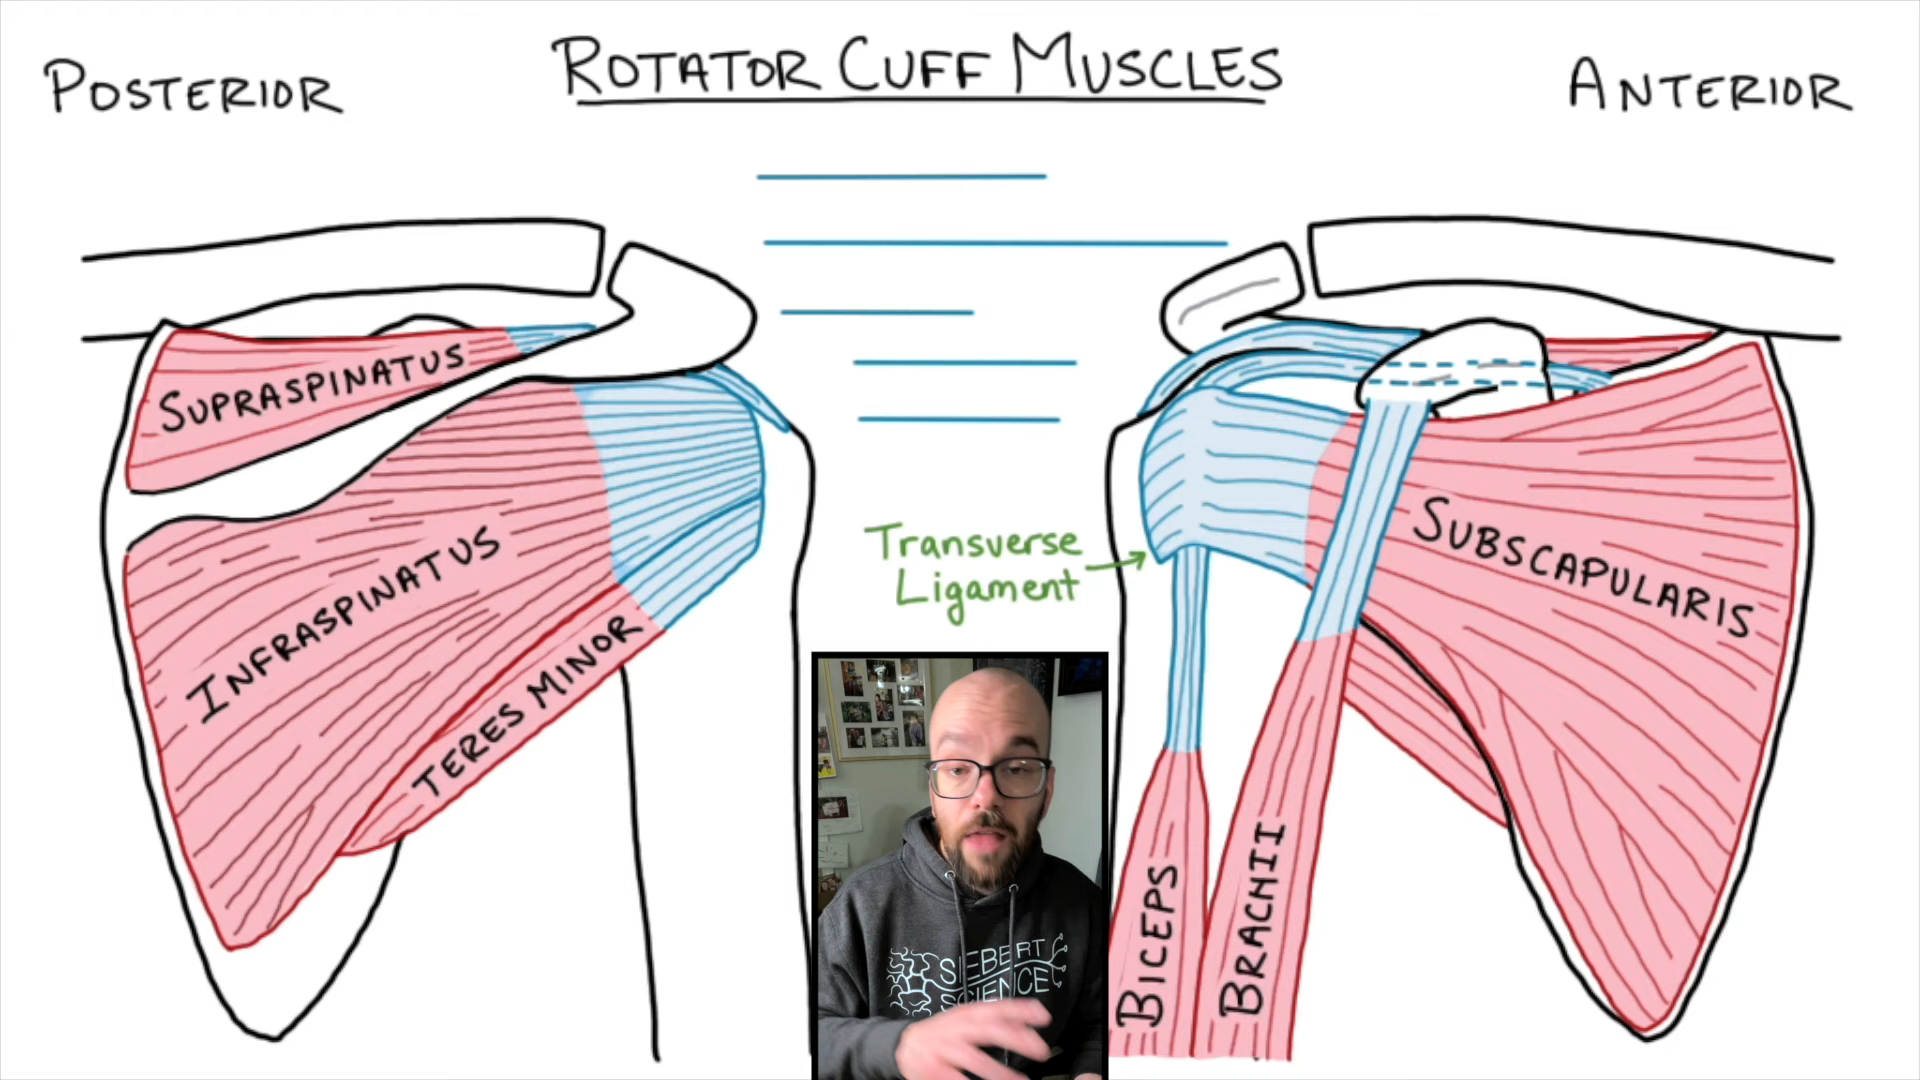 ROTATOR CUFF MUSCLES
POSTERIOR
ANTERIOR
SUPRASPINATUS
INFRASPINATUS
TERES MINOR
Transverse
Ligament
SUBSCAPULARIS
BICEPS
BRACHII
SIEBERT
SCIENCE